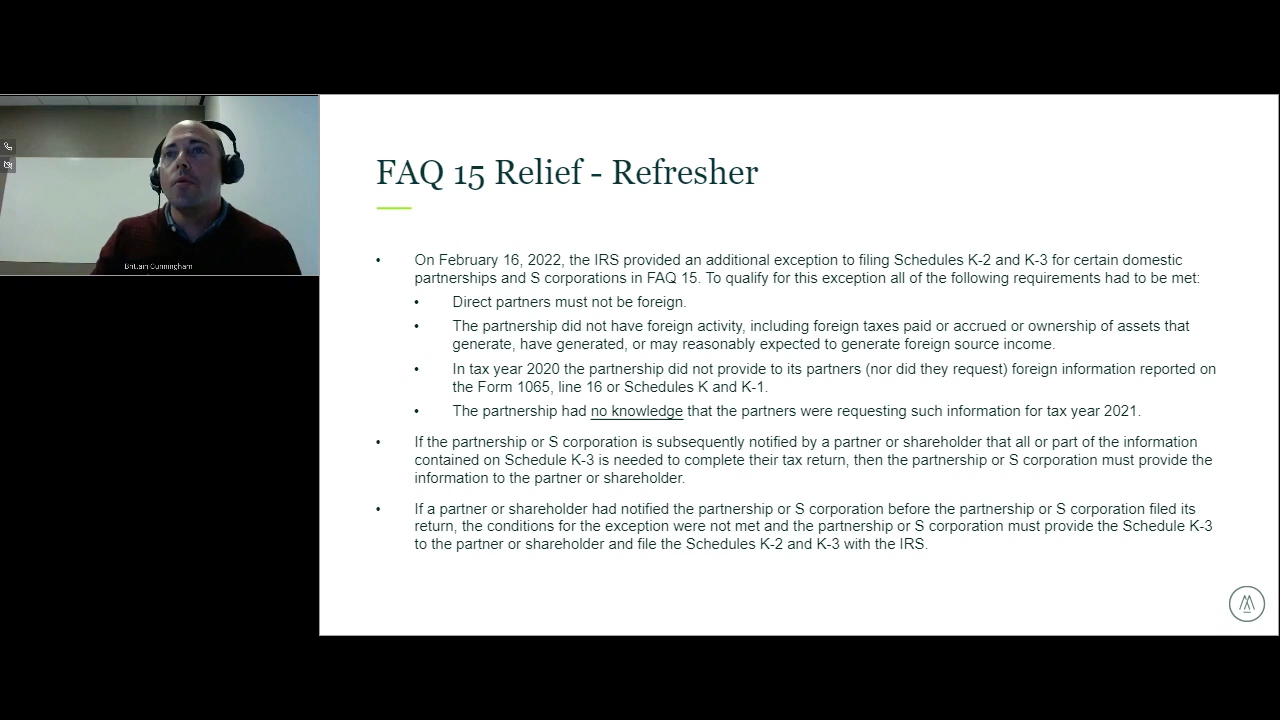 FAQ 15 Relief - Refresher
• On February 16, 2022, the IRS provided an additional exception to filing Schedules K-2 and K-3 for certain domestic
partnerships and S corporations in FAQ 15. To qualify for this exception all of the following requirements had to be met:
• Direct partners must not be foreign.
• The partnership did not have foreign activity, including foreign taxes paid or accrued or ownership of assets that
generate, have generated, or may reasonably expected to generate foreign source income.
• In tax year 2020 the partnership did not provide to its partners (nor did they request) foreign information reported on
the Form 1065, line 16 or Schedules K and K-1.
• The partnership had no knowledge that the partners were requesting such information for tax year 2021.
• If the partnership or S corporation is subsequently notified by a partner or shareholder that all or part of the information
contained on Schedule K-3 is needed to complete their tax return, then the partnership or S corporation must provide the
information to the partner or shareholder.
• If a partner or shareholder had notified the partnership or S corporation before the partnership or S corporation filed its
return, the conditions for the exception were not met and the partnership or S corporation must provide the Schedule K-3
to the partner or shareholder and file the Schedules K-2 and K-3 with the IRS.
Brittain Cunningham